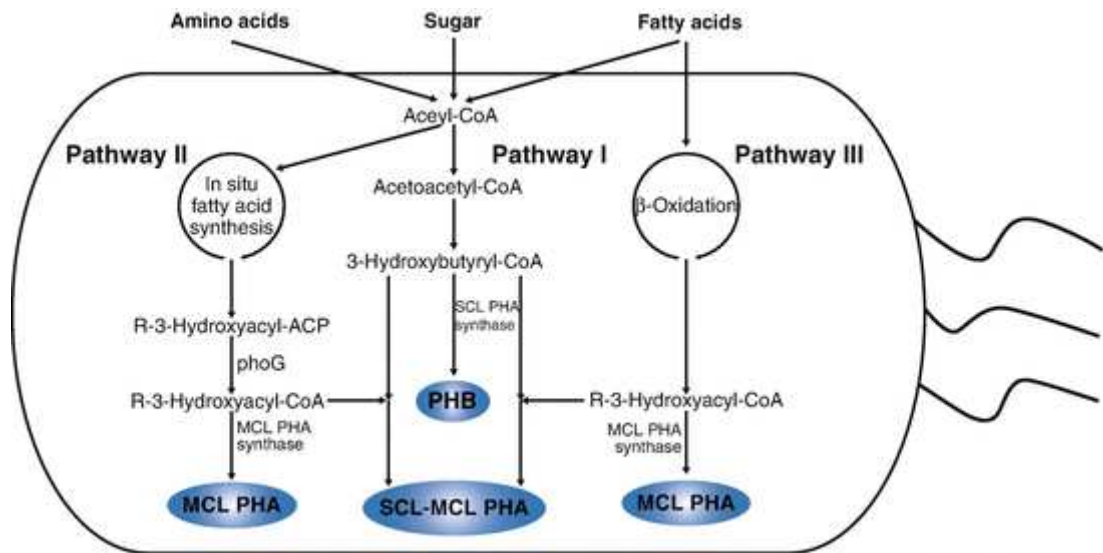 Amino acids
Sugar
Fatty acids
Aceyl-CoA
Pathway II
Pathway I
Pathway III
In situ
fatty acid
synthesis
Acetoacetyl-CoA
β-Oxidation
3-Hydroxybutyryl-CoA
SCL PHA
synthase
R-3-Hydroxyacyl-ACP
phoG
R-3-Hydroxyacyl-CoA
PHB
R-3-Hydroxyacyl-CoA
MCL PHA
synthase
MCL PHA
synthase
MCL PHA
SCL-MCL PHA
MCL PHA